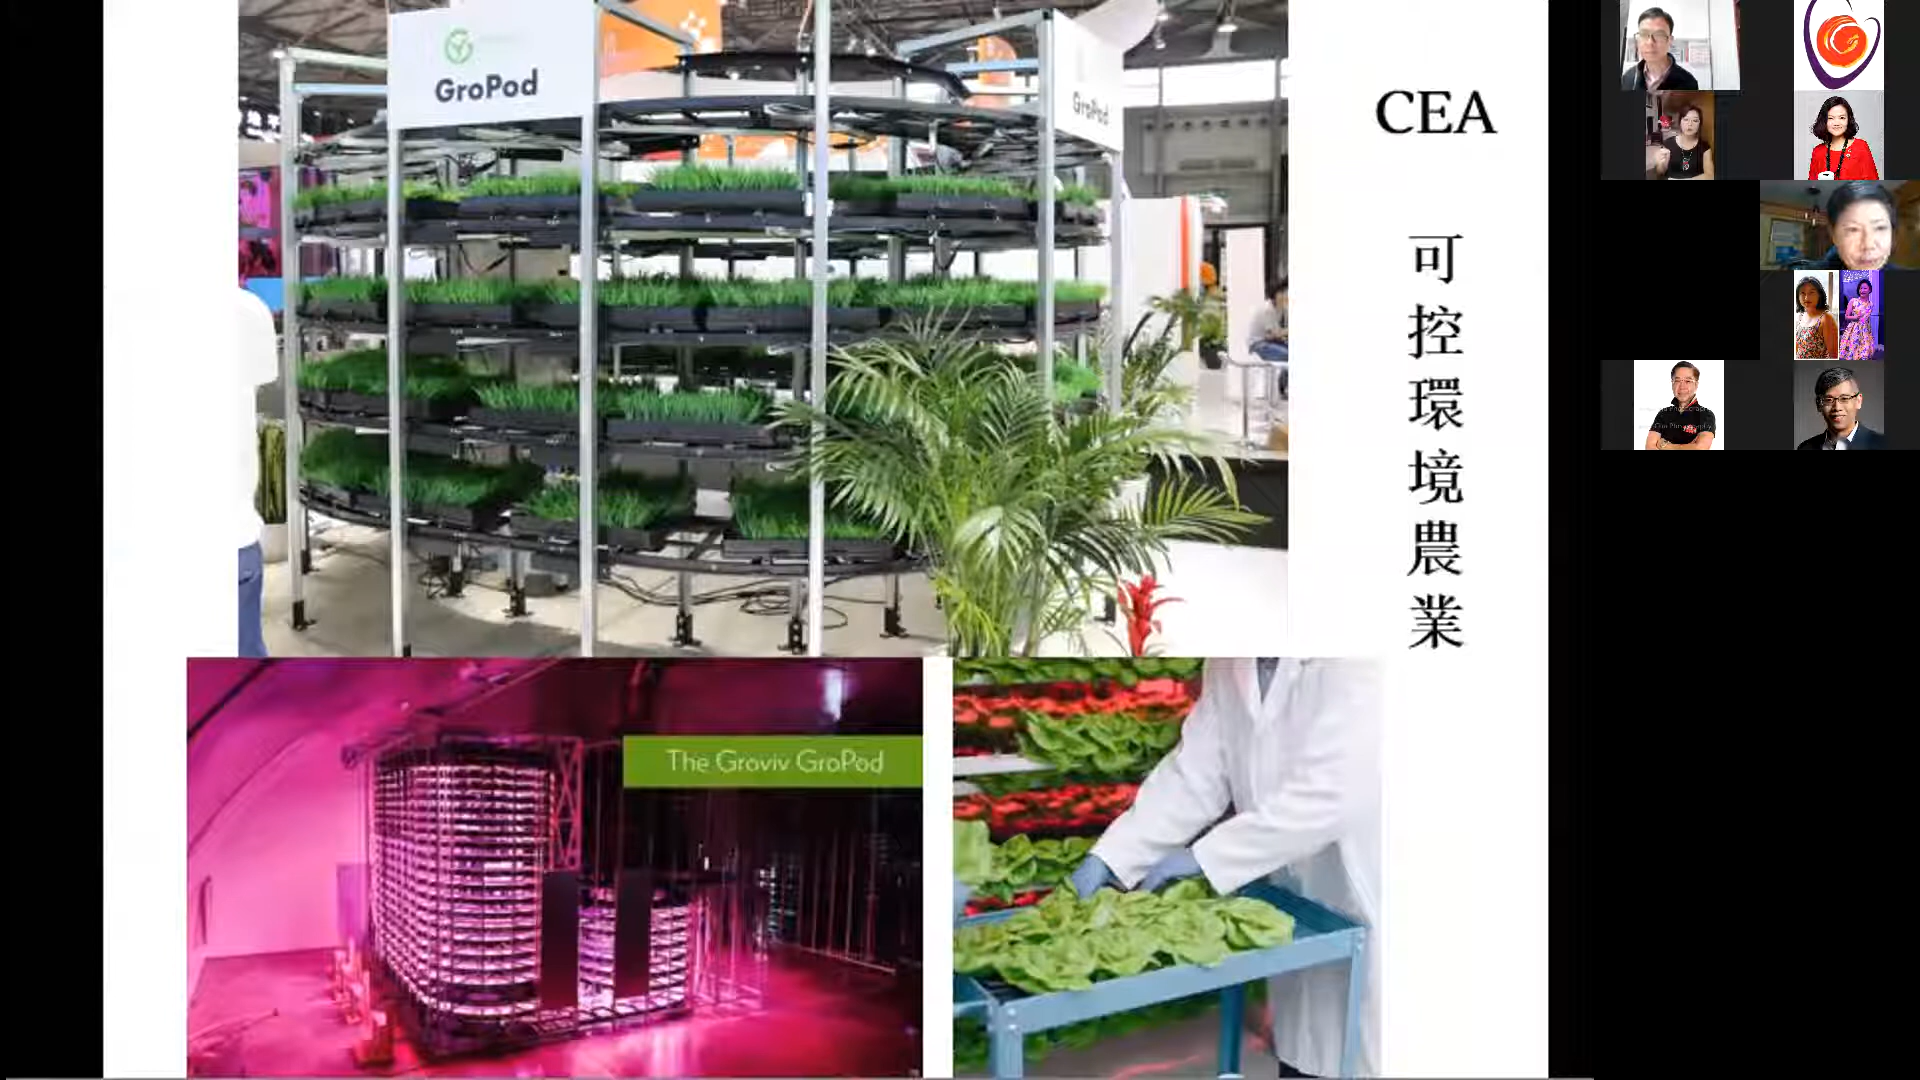 GroPod
GroPod
CEA
可控環境農業
The Groviv GroPod